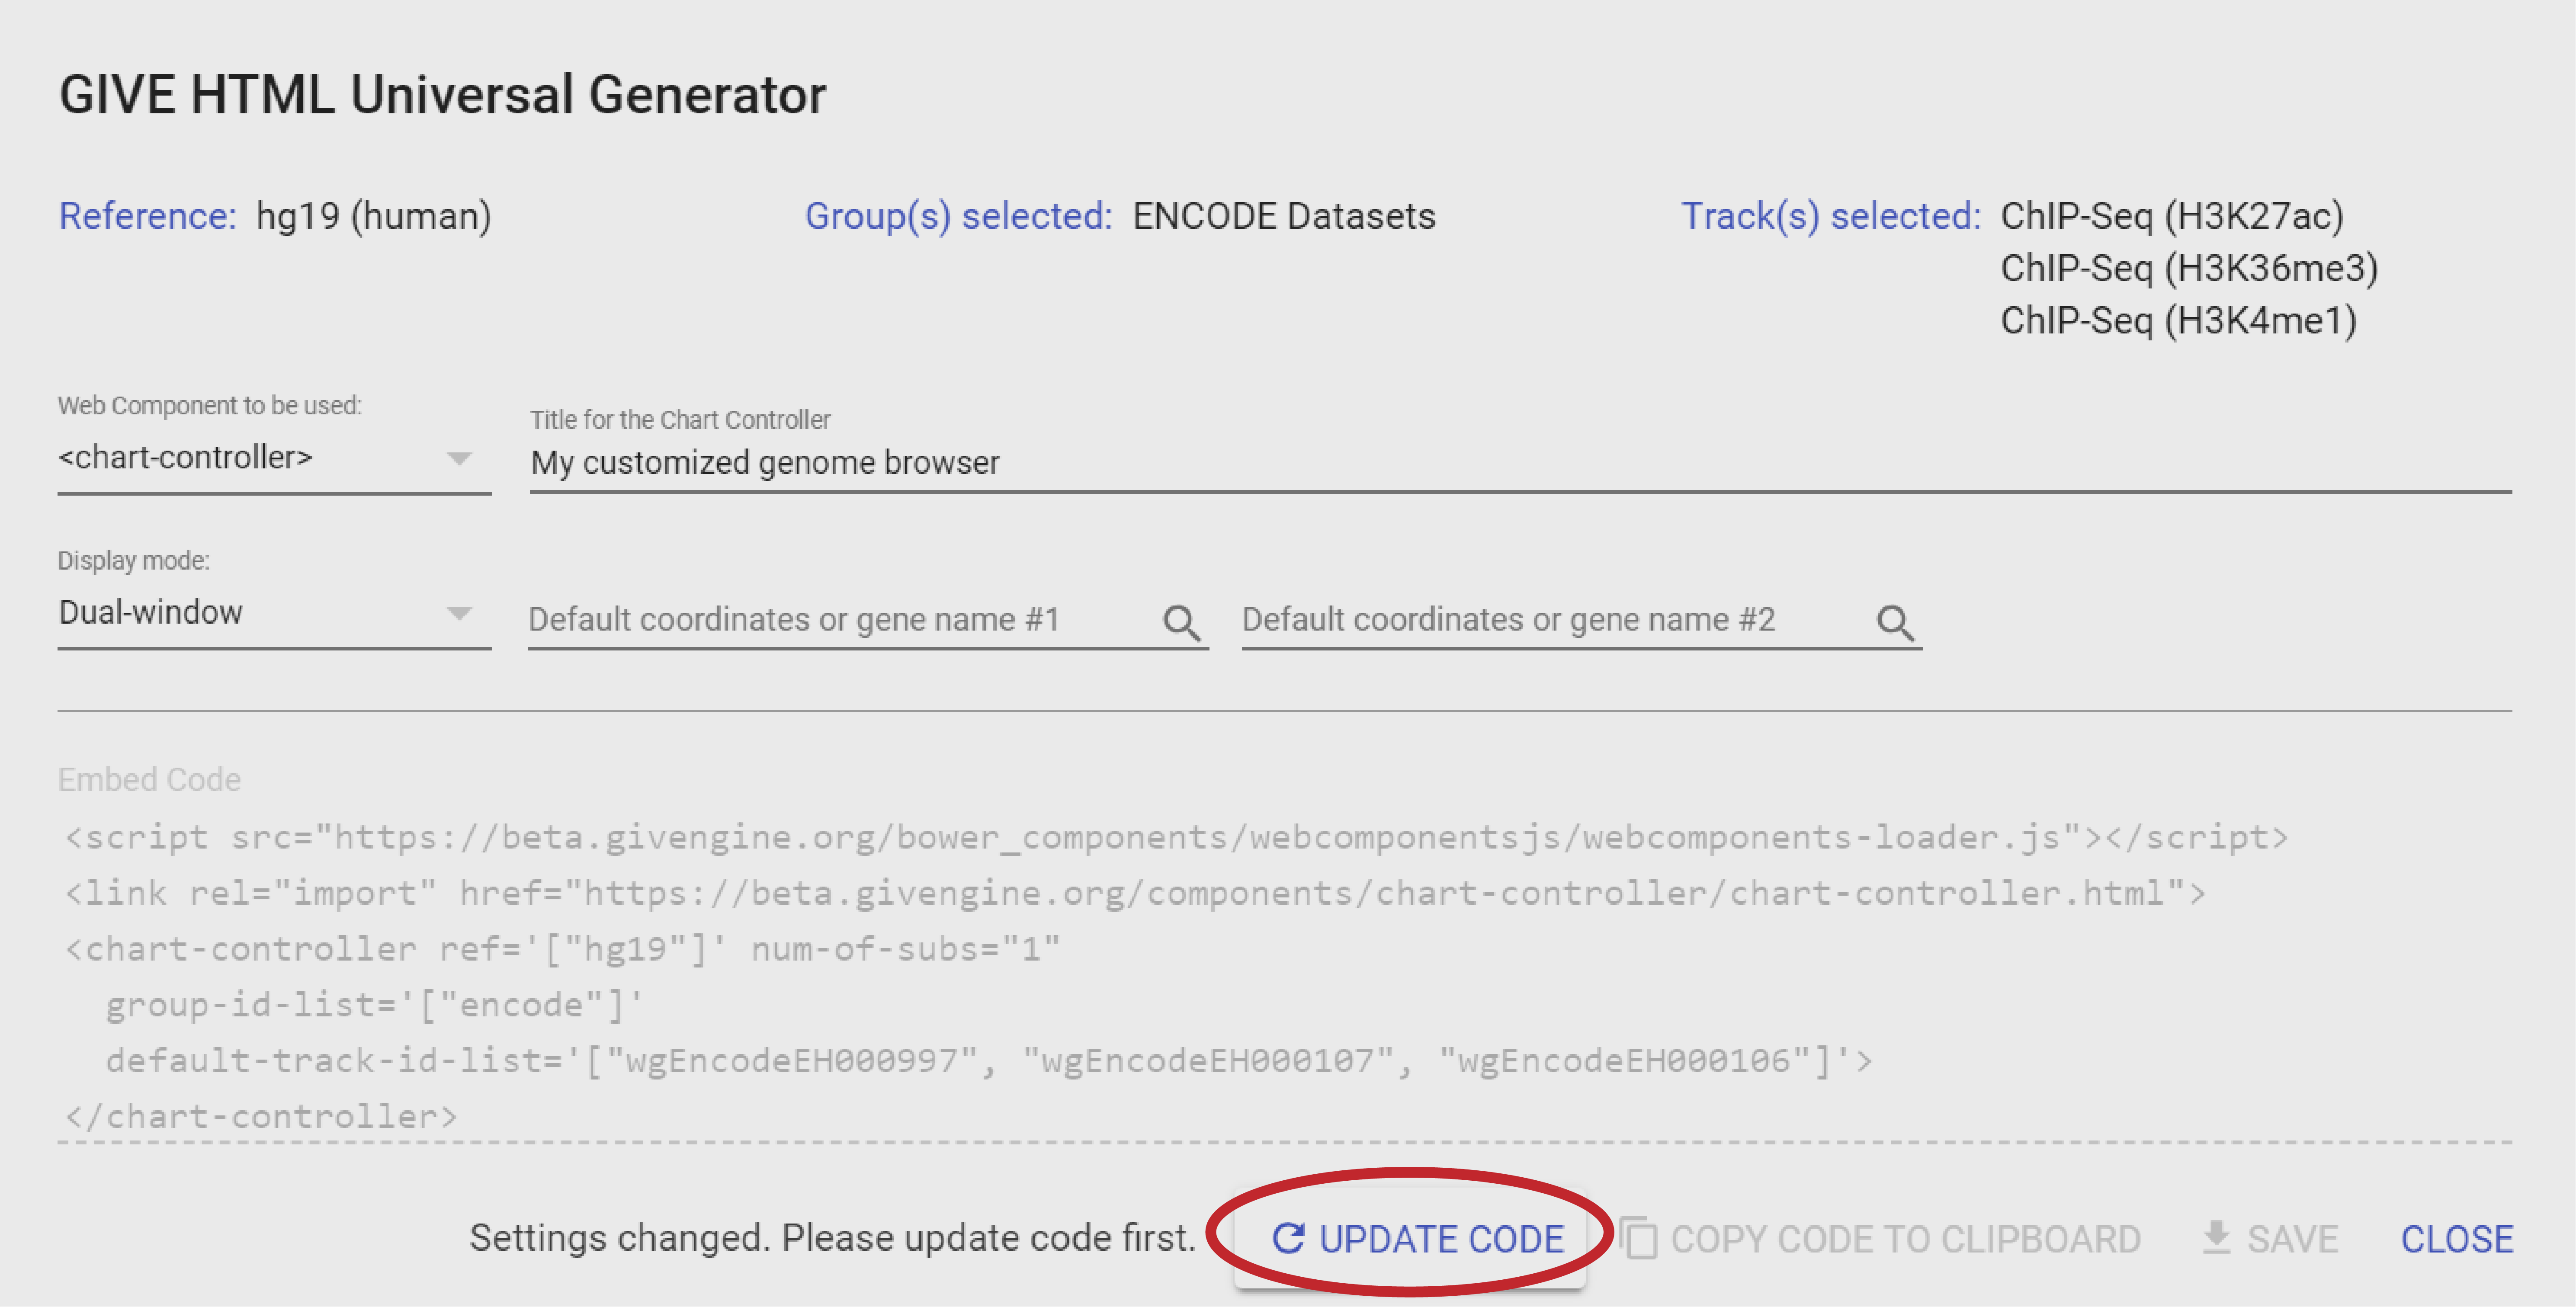 GIVE HTML Universal Generator
Reference: hg19 (human)
Group(s) selected: ENCODE Datasets
Track(s) selected: ChIP-Seq (H3K27ac)
ChIP-Seq (H3K36me3)
ChIP-Seq (H3K4me1)
Web Component to be used:
<chart-controller>
Title for the Chart Controller
My customized genome browser
Display mode:
Dual-window
Default coordinates or gene name #1
Default coordinates or gene name #2
Embed Code
<script src="https://beta.givengine.org/bower_components/webcomponentsjs/webcomponents-loader.js"></script>
<link rel="import" href="https://beta.givengine.org/components/chart-controller/chart-controller.html">
<chart-controller ref='["hg19"]' num-of-subs="1"
  group-id-list='["encode"]'
  default-track-id-list='["wgEncodeEH000997", "wgEncodeEH000107", "wgEncodeEH000106"]'>
</chart-controller>
Settings changed. Please update code first.
UPDATE CODE
COPY CODE TO CLIPBOARD
SAVE
CLOSE